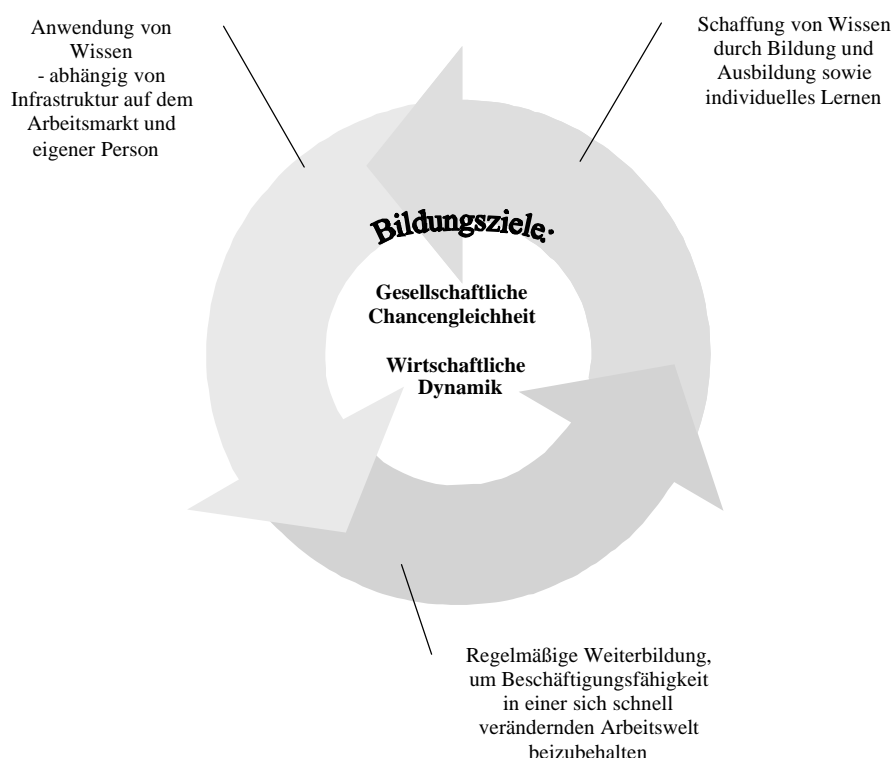 Anwendung von
Wissen
- abhängig von
Infrastruktur auf dem
Arbeitsmarkt und
eigener Person
Schaffung von Wissen
durch Bildung und
Ausbildung sowie
individuelles Lernen
Bildungsziele:
Gesellschaftliche
Chancengleichheit
Wirtschaftliche
Dynamik
Regelmäßige Weiterbildung,
um Beschäftigungsfähigkeit
in einer sich schnell
verändernden Arbeitswelt
beizubehalten